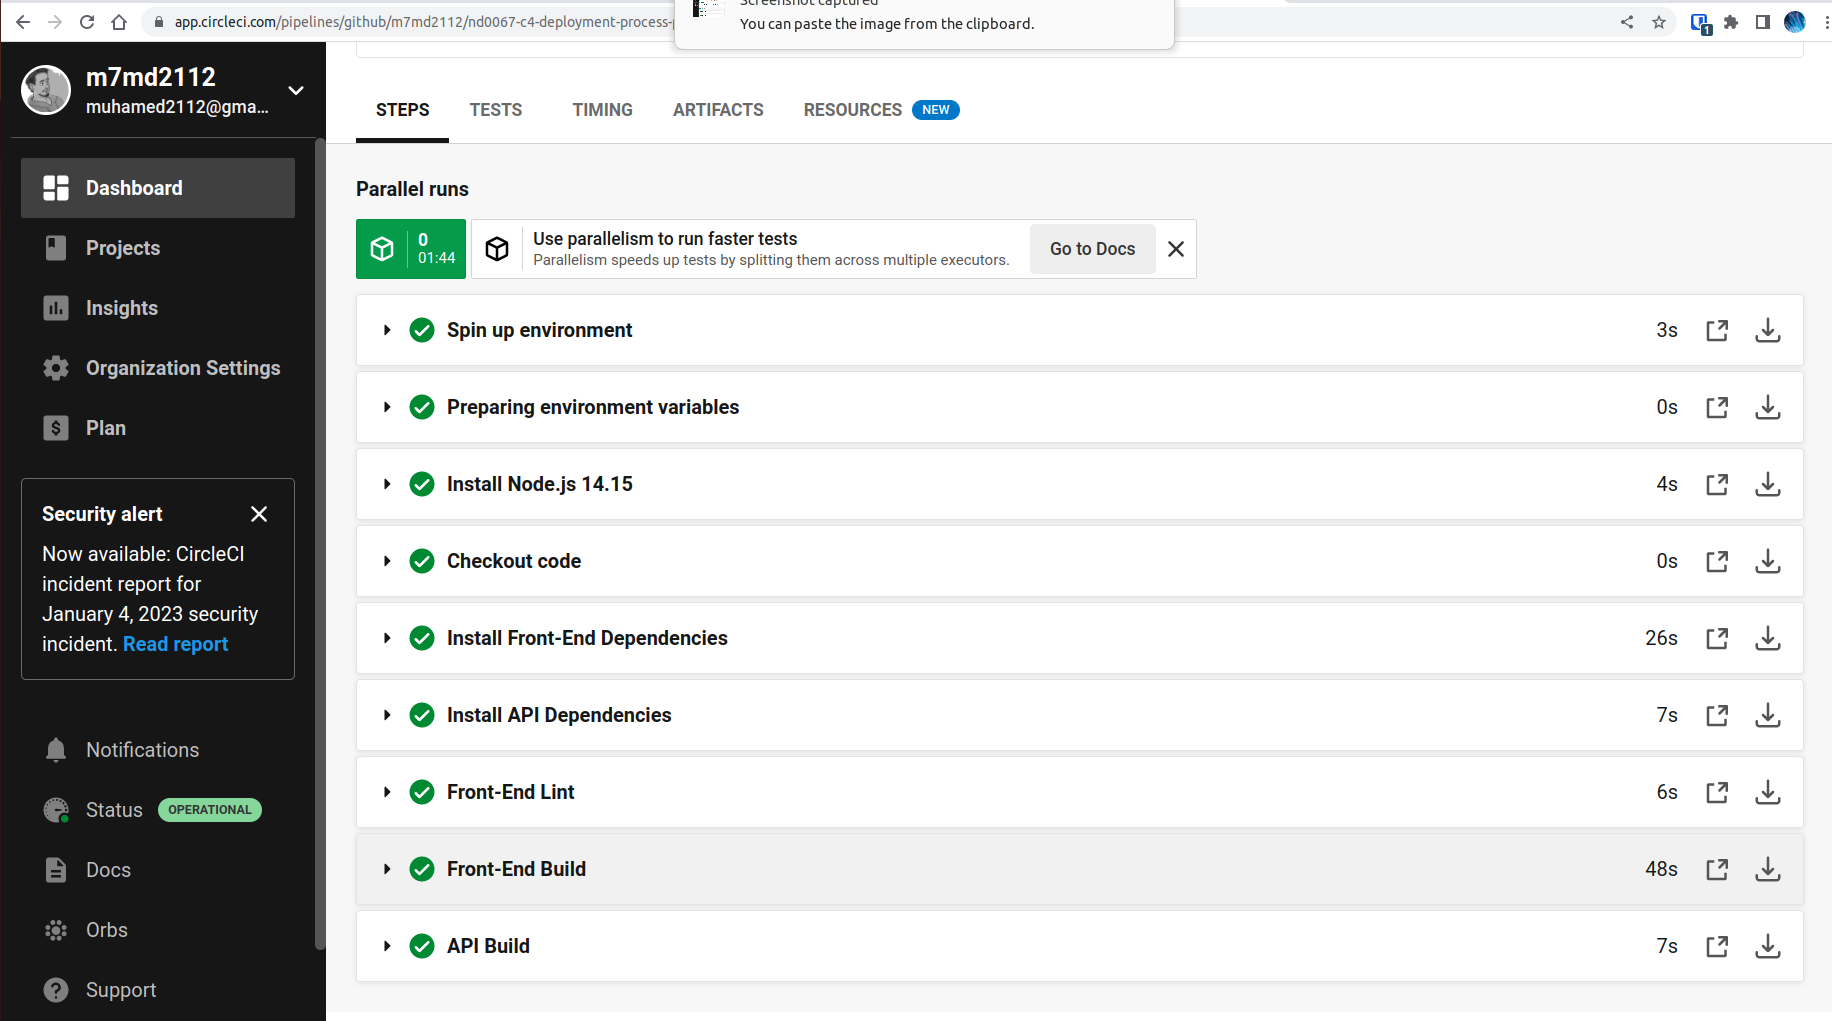 Screenshot captured
You can paste the image from the clipboard.
app.circleci.com/pipelines/github/m7md2112/nd0067-c4-deployment-process-
1
m7md2112
muhamed2112@gma...
Dashboard
Projects
Insights
Organization Settings
Plan
Security alert
Now available: CircleCI
incident report for
January 4, 2023 security
incident. Read report
Notifications
Status OPERATIONAL
Docs
Orbs
Support
STEPS TESTS TIMING ARTIFACTS RESOURCES NEW
Parallel runs
0
01:44
Use parallelism to run faster tests
Parallelism speeds up tests by splitting them across multiple executors.
Go to Docs
Spin up environment 3s
Preparing environment variables 0s
Install Node.js 14.15 4s
Checkout code 0s
Install Front-End Dependencies 26s
Install API Dependencies 7s
Front-End Lint 6s
Front-End Build 48s
API Build 7s